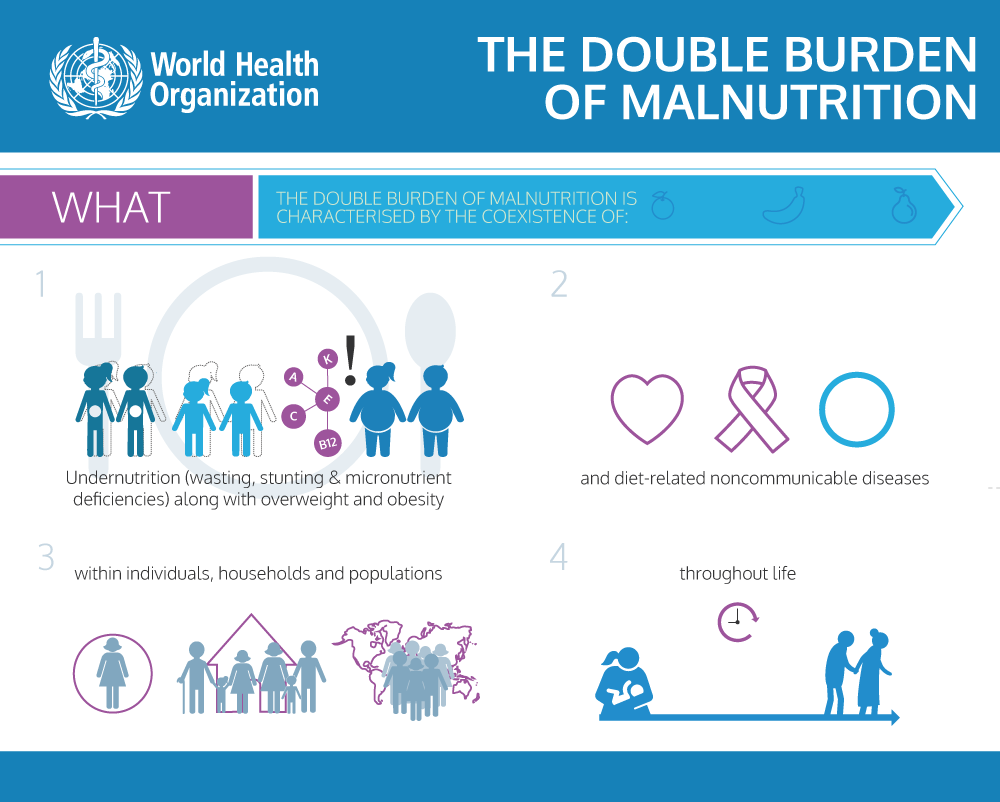 World Health
Organization
THE DOUBLE BURDEN
OF MALNUTRITION
WHAT
THE DOUBLE BURDEN OF MALNUTRITION IS
CHARACTERISED BY THE COEXISTENCE OF:
1
K
A
E
C
B12
!
Undernutrition (wasting, stunting & micronutrient
deficiencies) along with overweight and obesity
2
and diet-related noncommunicable diseases
3
within individuals, households and populations
4
throughout life